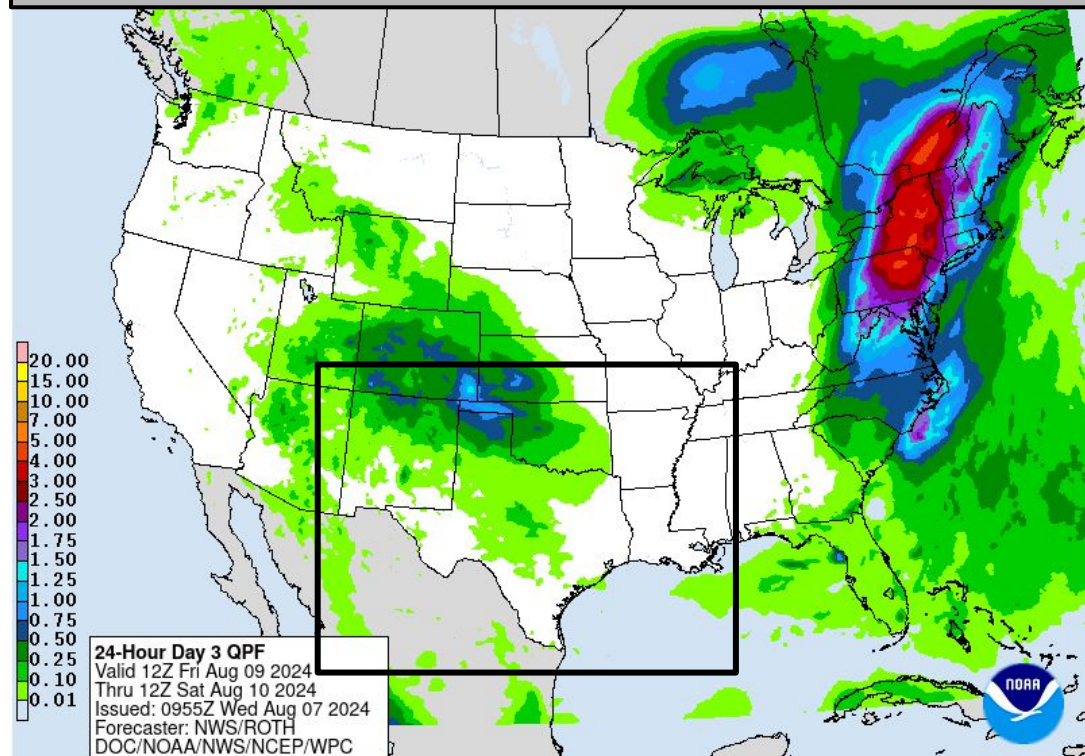 20.00
15.00
10.00
7.00
5.00
4.00
3.00
2.50
2.00
1.75
1.50
1.25
1.00
0.75
0.50
0.25
0.10
0.01
24-Hour Day 3 QPF
Valid 12Z Fri Aug 09 2024
Thru 12Z Sat Aug 10 2024
Issued: 0955Z Wed Aug 07 2024
Forecaster: NWS/ROTH
DOC/NOAA/NWS/NCEP/WPC
NOAA